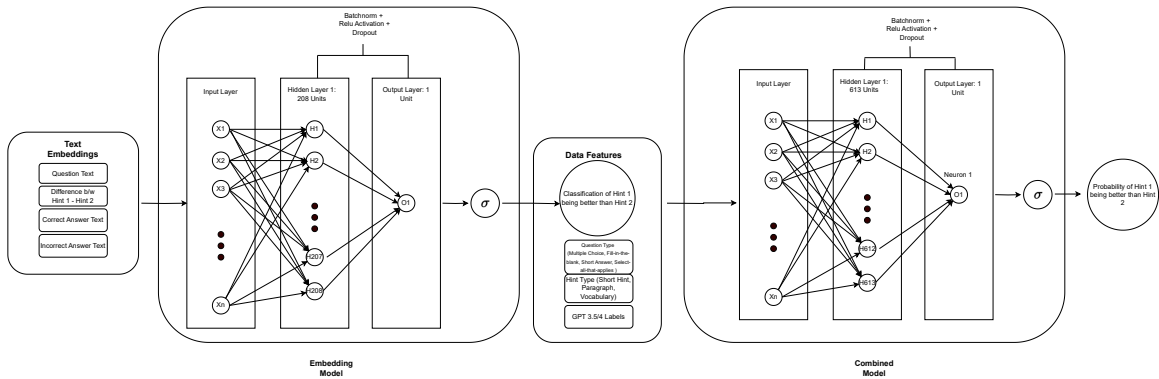 Text
Embeddings
Question Text
Difference b/w
Hint 1 - Hint 2
Correct Answer Text
Incorrect Answer Text
Batchnorm +
Relu Activation +
Dropout
Input Layer
X1
X2
X3
Xn
Hidden Layer 1:
208 Units
H1
H2
H207
H208
Output Layer: 1
Unit
O1
Embedding
Model
σ
Data Features
Classification of Hint 1
being better than Hint 2
Question Type
(Multiple Choice, Fill-in-the-
blank, Short Answer, Select-
all-that-applies )
Hint Type (Short Hint,
Paragraph,
Vocabulary)
GPT 3.5/4 Labels
Batchnorm +
Relu Activation +
Dropout
Input Layer
X1
X2
X3
Xn
Hidden Layer 1:
613 Units
H1
H2
H612
H613
Output Layer: 1
Unit
Neuron 1
O1
Combined
Model
σ
Probability of Hint 1
being better than Hint
2